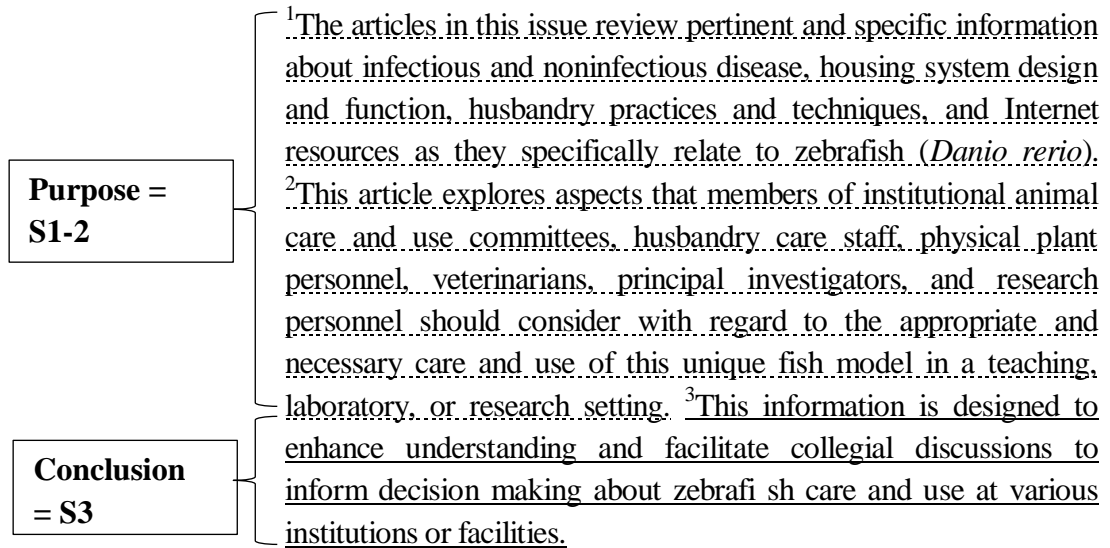 Purpose =
S1-2
Conclusion
= S3
¹The articles in this issue review pertinent and specific information
about infectious and noninfectious disease, housing system design
and function, husbandry practices and techniques, and Internet
resources as they specifically relate to zebrafish (Danio rerio).
²This article explores aspects that members of institutional animal
care and use committees, husbandry care staff, physical plant
personnel, veterinarians, principal investigators, and research
personnel should consider with regard to the appropriate and
necessary care and use of this unique fish model in a teaching,
laboratory, or research setting. ³This information is designed to
enhance understanding and facilitate collegial discussions to
inform decision making about zebrafi sh care and use at various
institutions or facilities.